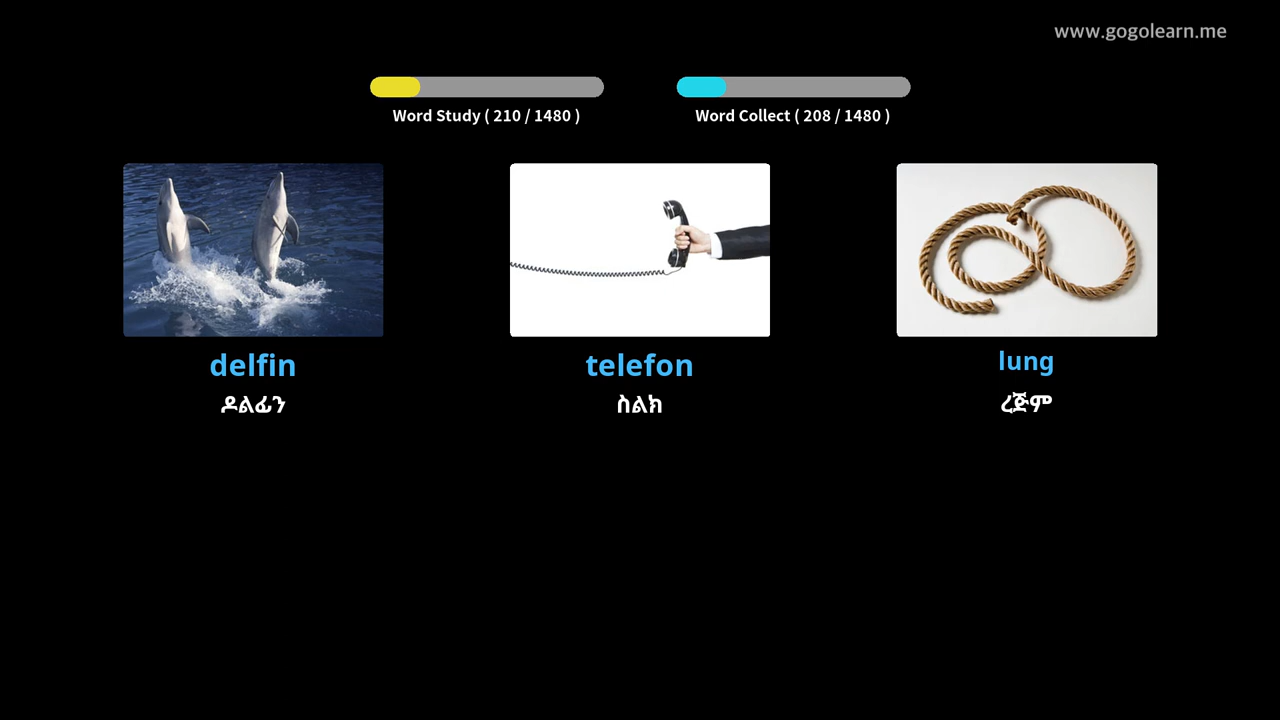 www.gogolearn.me
Word Study ( 210 / 1480 )
Word Collect ( 208 / 1480 )
delfin
ዶልፊን
telefon
ስልክ
lung
ረጅም